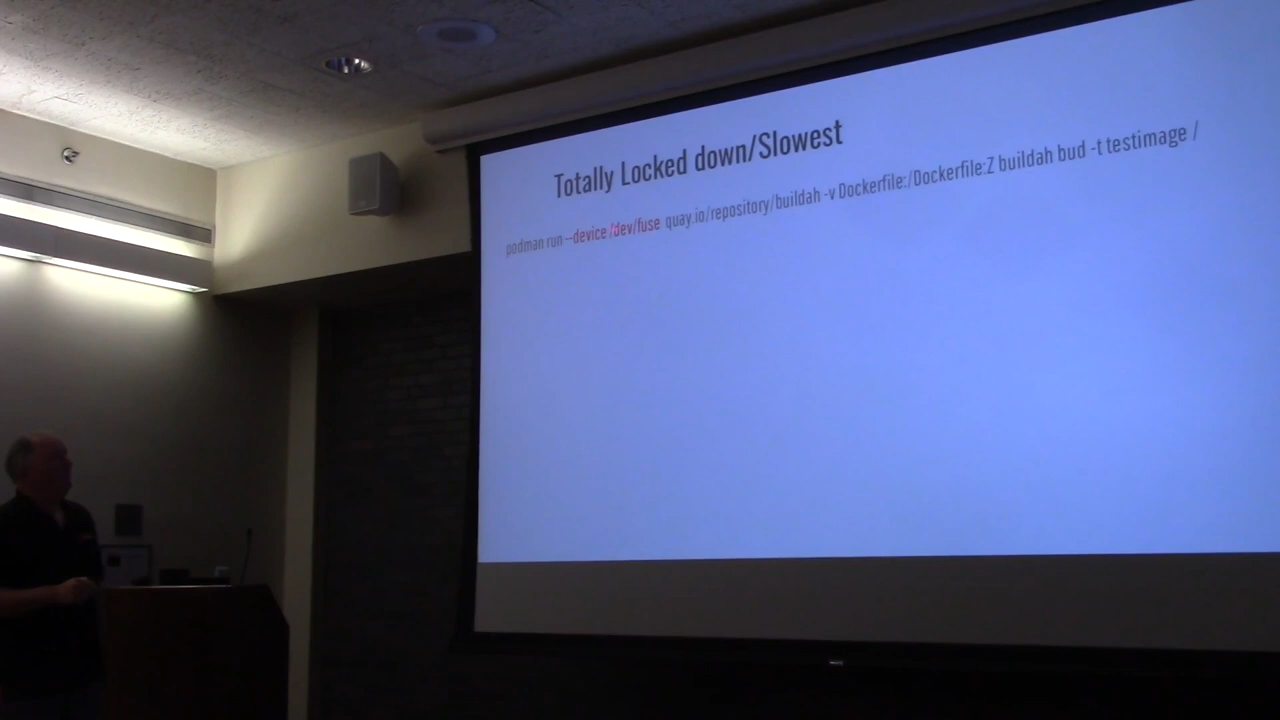 Totally Locked down/Slowest
podman run --device /dev/fuse quay.io/repository/buildah -v Dockerfile:/Dockerfile:Z buildah bud -t testimage /